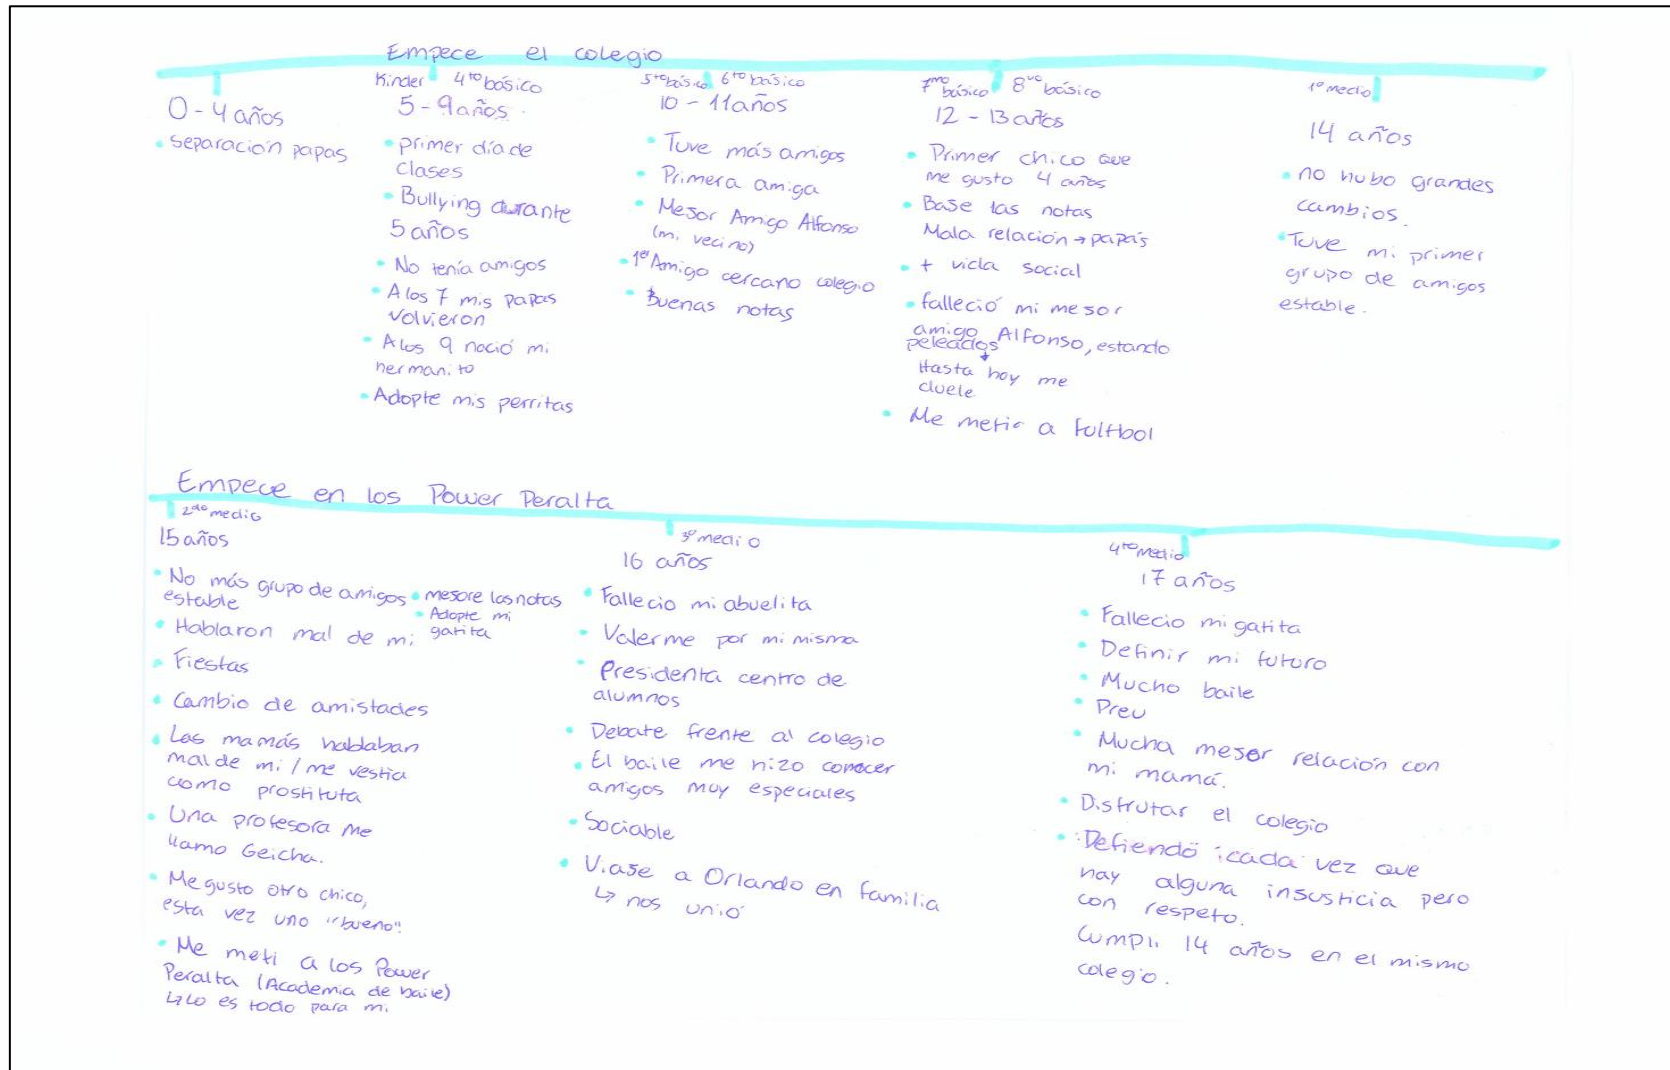 Empece el colegio
0-4 años
• separación papas
Kinder 4to básico
5-9 años.
• primer día de
clases
• Bullying durante
5 años
• No tenía amigos
• A los 7 mis papas
volvieron
• A los 9 nació mi
hermanito
• Adopte mis perritas
5to básico 6to básico
10-11 años
• Tuve más amigos
• Primera amiga
• Mesor Amigo Alfonso
(mi vecino)
• 1er Amigo cercano colegio
• Buenas notas
7mo básico 8vo básico
12-13 años
• Primer chico que
me gusto 4 años
• Base las notas
Mala relación → papás
• + vida social
• falleció mi mesor
amigo Alfonso, estando
peleados
Hasta hoy me
duele
• Me metir a fultbol
1º medio
14 años
• no hubo grandes
cambios.
• Tuve mi primer
grupo de amigos
estable.
Empece en los Power Peralta
2do medio
15 años
• No más grupo de amigos
estable
• Hablaron mal de mi
• Fiestas
• Cambio de amistades
• Las mamás hablaban
mal de mi / me vestia
como prostituta
• Una profesora me
llamo Geicha.
• Me gusto otro chico,
esta vez uno "bueno".
• Me meti a los Power
Peralta (Academia de baile)
↳ Lo es todo para mi
• mesore las notas
• Adopte mi
gatita
3º medio
16 años
• Fallecio mi abuelita
• Valerme por mi misma
• Presidenta centro de
alumnos
• Debate frente al colegio
• El baile me hizo conocer
amigos muy especiales
• Sociable
• Viase a Orlando en familia
↳ nos unió
4to medio
17 años
• Fallecio mi gatita
• Definir mi futuro
• Mucho baile
• Preu
• Mucha mesor relación con
mi mamá.
• Disfrutar el colegio
• Defiendo cada vez que
hay alguna insusticia pero
con respeto.
Cumpli 14 años en el mismo
colegio.